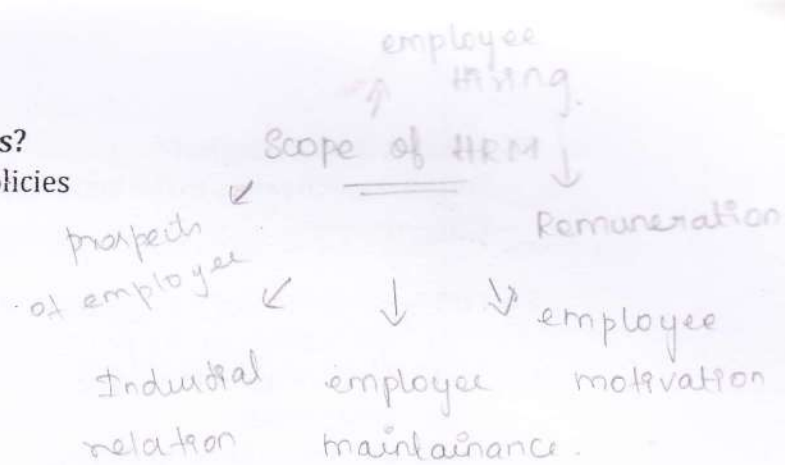 employee
Hiring.
s?
Scope of HRM
licies
prospects
of employee
Remuneration
employee
motivation
Industrial
relation
employee
maintainance.